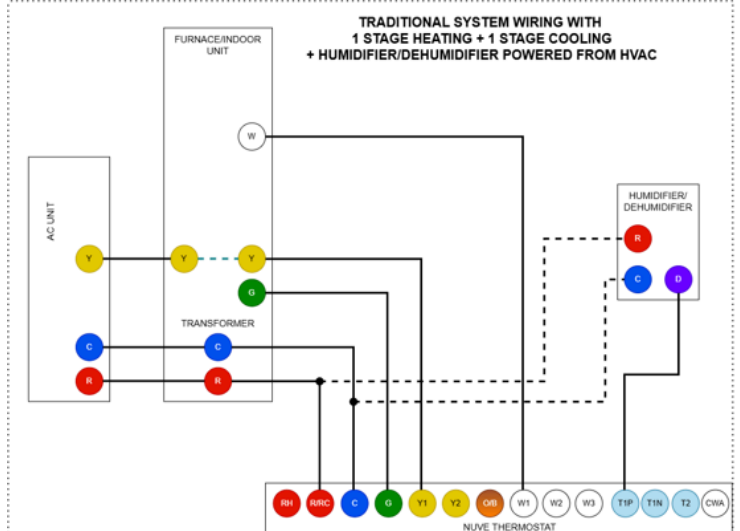 TRADITIONAL SYSTEM WIRING WITH
1 STAGE HEATING + 1 STAGE COOLING
+ HUMIDIFIER/DEHUMIDIFIER POWERED FROM HVAC
FURNACE/INDOOR
UNIT
W
AC UNIT
HUMIDIFIER/
DEHUMIDIFIER
R
Y
Y
Y
C
D
G
TRANSFORMER
C
C
R
R
RH
R/RC
C
G
Y1
Y2
O/B
W1
W2
W3
T1P
T1N
T2
CWA
NUVE THERMOSTAT